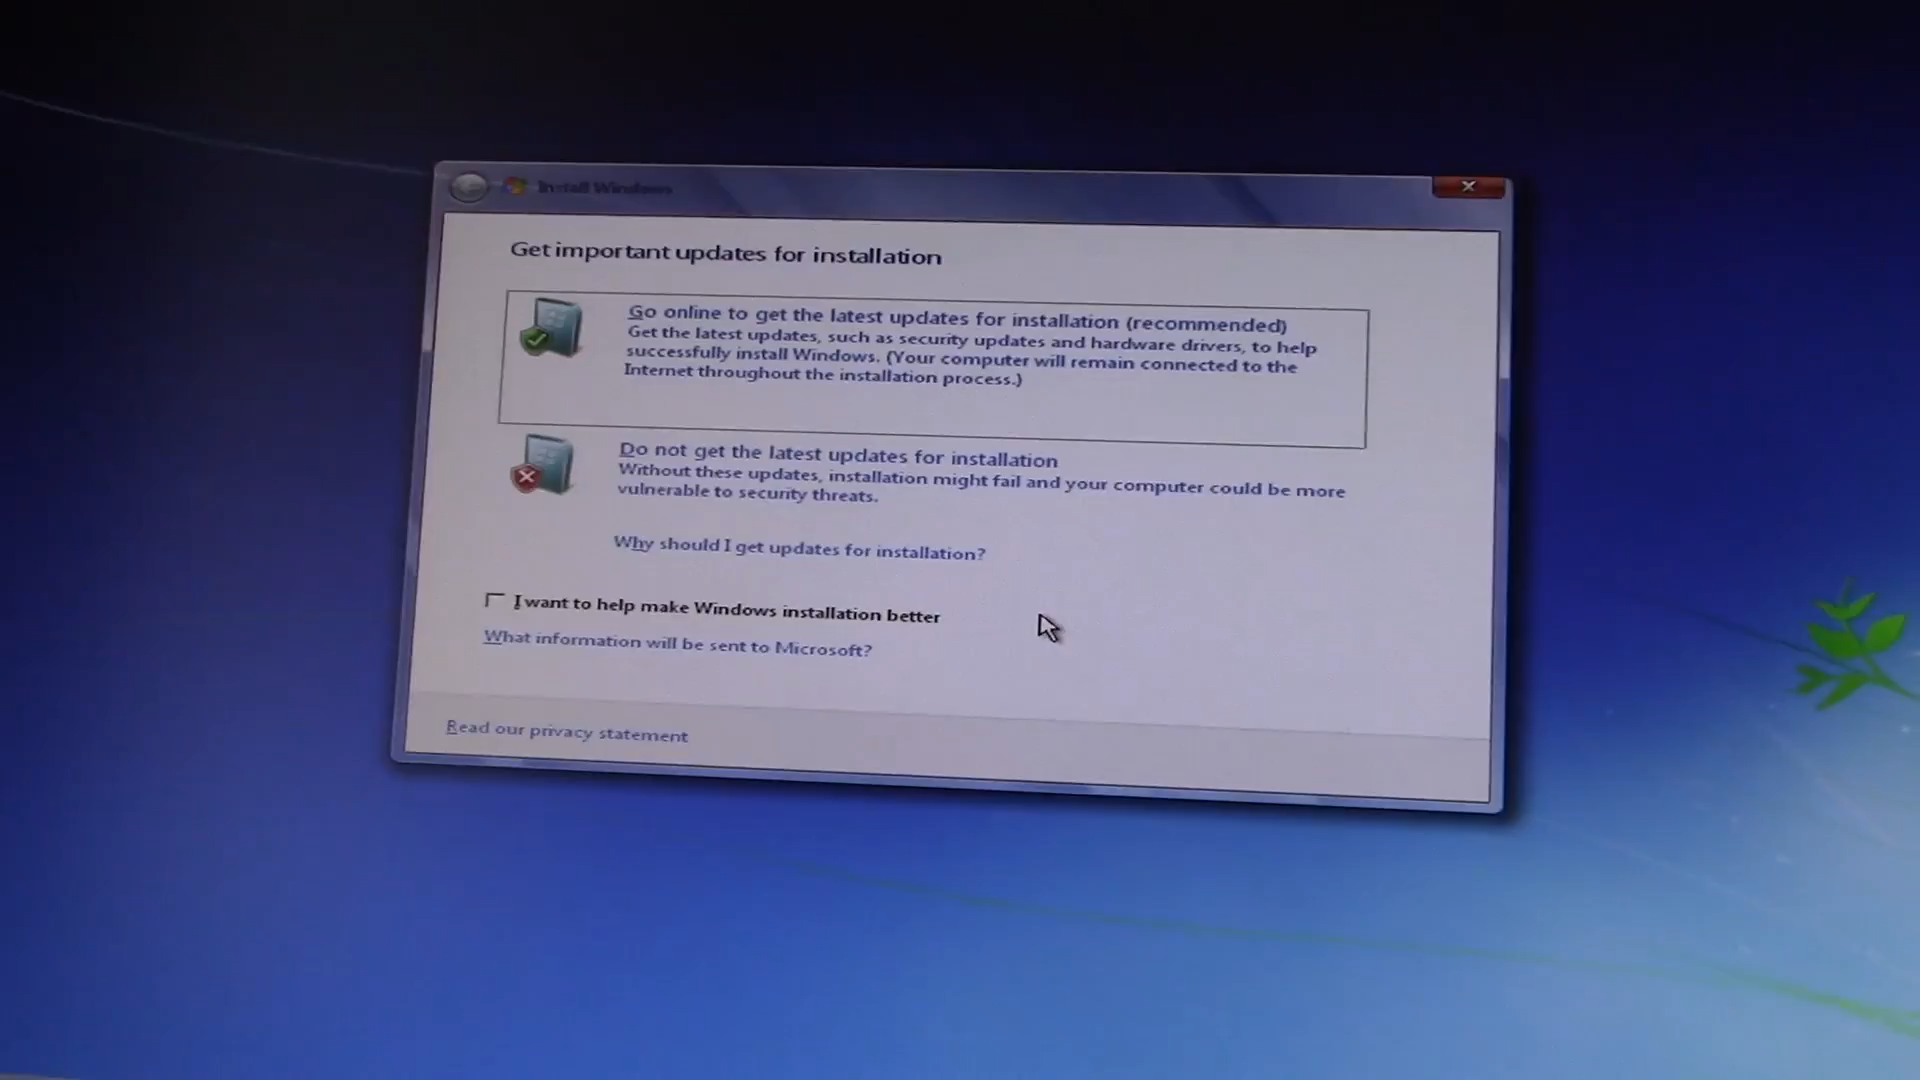 Install Windows
Get important updates for installation
Go online to get the latest updates for installation (recommended)
Get the latest updates, such as security updates and hardware drivers, to help
successfully install Windows. (Your computer will remain connected to the
Internet throughout the installation process.)
Do not get the latest updates for installation
Without these updates, installation might fail and your computer could be more
vulnerable to security threats.
Why should I get updates for installation?
I want to help make Windows installation better
What information will be sent to Microsoft?
Read our privacy statement